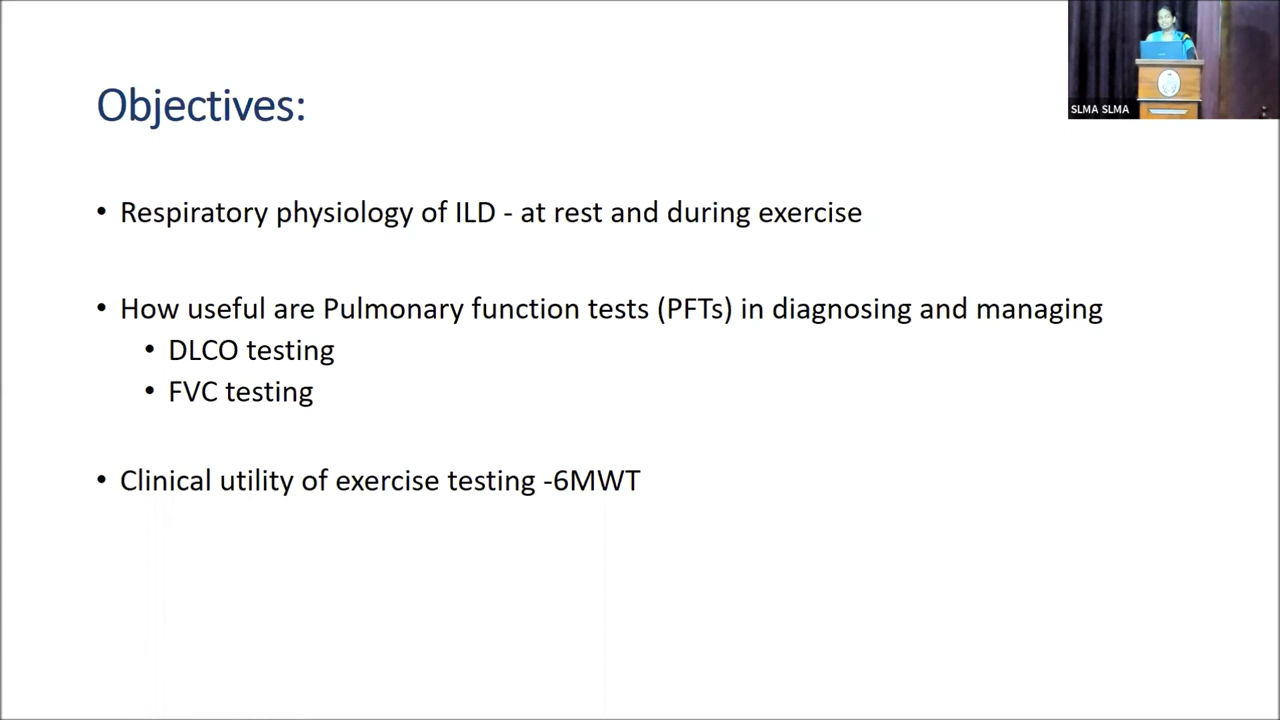 Objectives:
SLMA SLMA
• Respiratory physiology of ILD - at rest and during exercise
• How useful are Pulmonary function tests (PFTs) in diagnosing and managing
• DLCO testing
• FVC testing
• Clinical utility of exercise testing -6MWT